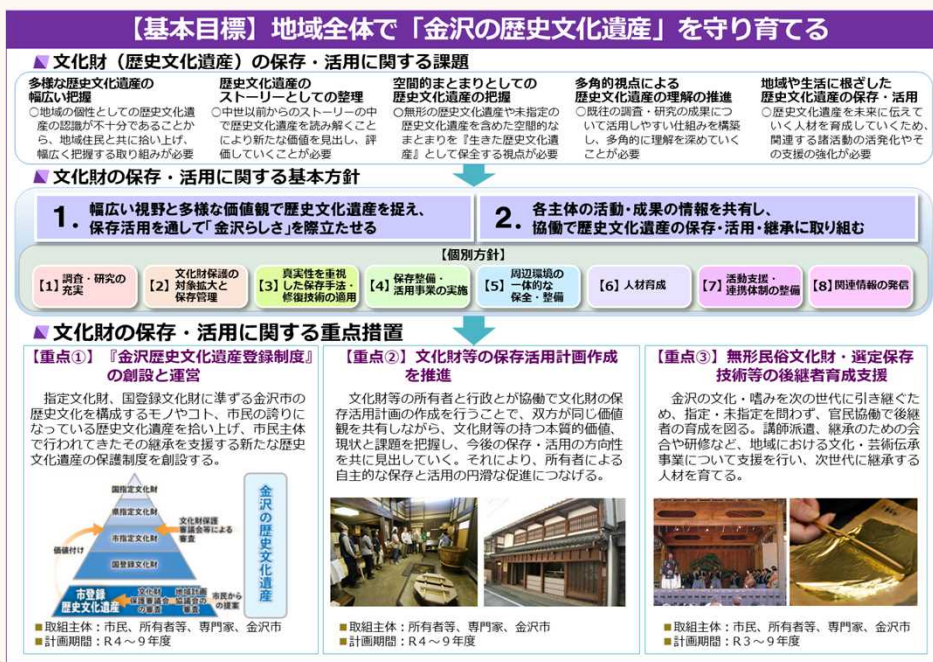 【基本目標】地域全体で「金沢の歴史文化遺産」を守り育てる
文化財（歴史文化遺産）の保存・活用に関する課題
多様な歴史文化遺産の
幅広い把握
○地域の個性としての歴史文化遺
産の認識が不十分であることか
ら、地域住民と共に拾い上げ、
幅広く把握する取り組みが必要
歴史文化遺産の
ストーリーとしての整理
○中世以前からのストーリーの中
で歴史文化遺産を読み解くこと
により新たな価値を見出し、評
価していくことが必要
空間的まとまりとしての
歴史文化遺産の把握
○無形の歴史文化遺産や未指定の
歴史文化遺産を含めた空間的な
まとまりを『生きた歴史文化遺
産』として保全する視点が必要
多角的視点による
歴史文化遺産の理解の推進
○既往の調査・研究の成果につ
いて活用しやすい仕組みを構築
し、多角的に理解を深めていく
ことが必要
地域や生活に根ざした
歴史文化遺産の保存・活用
○歴史文化遺産を未来に伝えて
いく人材を育成していくため、
関連する諸活動の活発化やそ
の支援の強化が必要
文化財の保存・活用に関する基本方針
1. 幅広い視野と多様な価値観で歴史文化遺産を捉え、
保存活用を通して「金沢らしさ」を際立たせる
2. 各主体の活動・成果の情報を共有し、
協働で歴史文化遺産の保存・活用・継承に取り組む
【個別方針】
【1】調査・研究の
充実
【2】文化財保護の
対象拡大と
保存管理
【3】真実性を重視
した保存手法・
修復技術の適用
【4】保存整備・
活用事業の実施
【5】周辺環境の
一体的な
保全・整備
【6】人材育成
【7】活動支援・
連携体制の整備
【8】関連情報の発信
文化財の保存・活用に関する重点措置
【重点①】『金沢歴史文化遺産登録制度』
の創設と運営
指定文化財、国登録文化財に準ずる金沢市の
歴史文化を構成するモノやコト、市民の誇りに
なっている歴史文化遺産を拾い上げ、市民主体
で行われてきたその継承を支援する新たな歴史
文化遺産の保護制度を創設する。
国指定文化財
県指定文化財
市指定文化財
国登録文化財
市登録
歴史文化遺産
価値付け
文化財保護
審議会等による
審査
文化財
保護審議会
の審査
地域計画
協議会の
審査
市民から
の提案
金沢の歴史文化遺産
■取組主体：市民、所有者等、専門家、金沢市
■計画期間：R４～９年度
【重点②】文化財等の保存活用計画作成
を推進
文化財等の所有者と行政とが協働で文化財の保
存活用計画の作成を行うことで、双方が同じ価値
観を共有しながら、文化財等の持つ本質的価値、
現状と課題を把握し、今後の保存・活用の方向性
を共に見出していく。それにより、所有者による
自主的な保存と活用の円滑な促進につなげる。
■取組主体：所有者等、専門家、金沢市
■計画期間：R４～９年度
【重点③】無形民俗文化財・選定保存
技術等の後継者育成支援
金沢の文化・嗜みを次の世代に引き継ぐた
め、指定・未指定を問わず、官民協働で後継
者の育成を図る。講師派遣、継承のための会
合や研修など、地域における文化・芸術伝承
事業について支援を行い、次世代に継承する
人材を育てる。
■取組主体：市民、所有者等、専門家、金沢市
■計画期間：R３～９年度